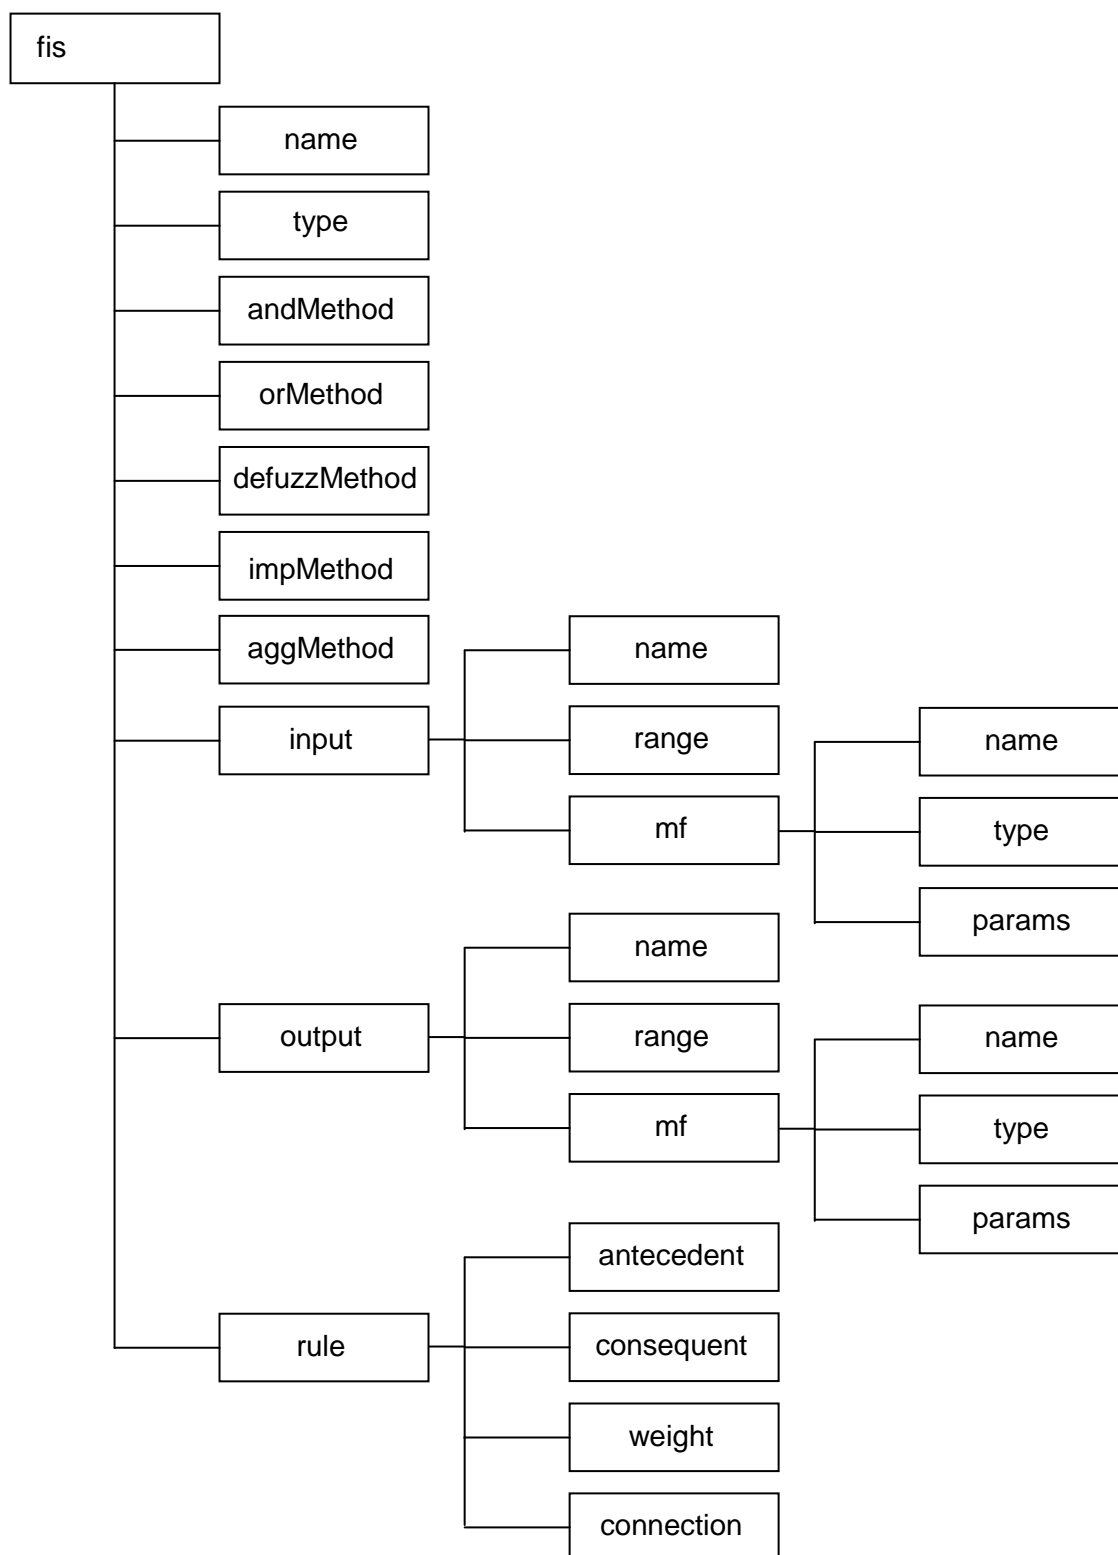 fis
name
type
andMethod
orMethod
defuzzMethod
impMethod
aggMethod
input
name
range
mf
name
type
params
output
name
range
mf
name
type
params
rule
antecedent
consequent
weight
connection